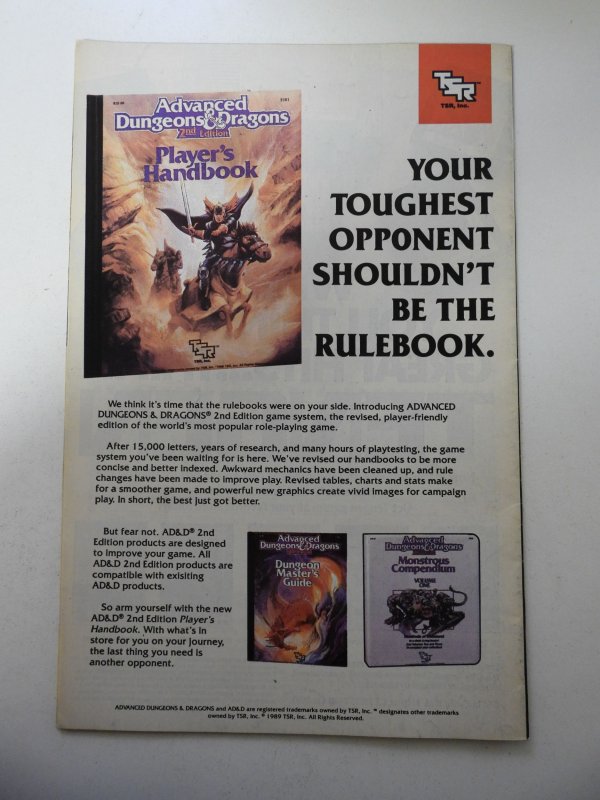 TSR™
TSR, Inc.
Advanced
Dungeons & Dragons
2nd Edition
Player's
Handbook
TSR
TSR, Inc.
YOUR
TOUGHEST
OPPONENT
SHOULDN'T
BE THE
RULEBOOK.
We think it's time that the rulebooks were on your side. Introducing ADVANCED
DUNGEONS & DRAGONS® 2nd Edition game system, the revised, player-friendly
edition of the world's most popular role-playing game.
After 15,000 letters, years of research, and many hours of playtesting, the game
system you've been waiting for is here. We've revised our handbooks to be more
concise and better indexed. Awkward mechanics have been cleaned up, and rule
changes have been made to improve play. Revised tables, charts and stats make
for a smoother game, and powerful new graphics create vivid images for campaign
play. In short, the best just got better.
But fear not. AD&D® 2nd
Edition products are designed
to improve your game. All
AD&D 2nd Edition products are
compatible with exisiting
AD&D products.
So arm yourself with the new
AD&D® 2nd Edition Player's
Handbook. With what's in
store for you on your journey,
the last thing you need is
another opponent.
Advanced
Dungeons & Dragons
Dungeon
Master's
Guide
TSR
Advanced
Dungeons & Dragons
Monstrous
Compendium
VOLUME
ONE
TSR
ADVANCED DUNGEONS & DRAGONS and AD&D are registered trademarks owned by TSR, Inc. ™ designates other trademarks
owned by TSR, Inc. © 1989 TSR, Inc. All Rights Reserved.